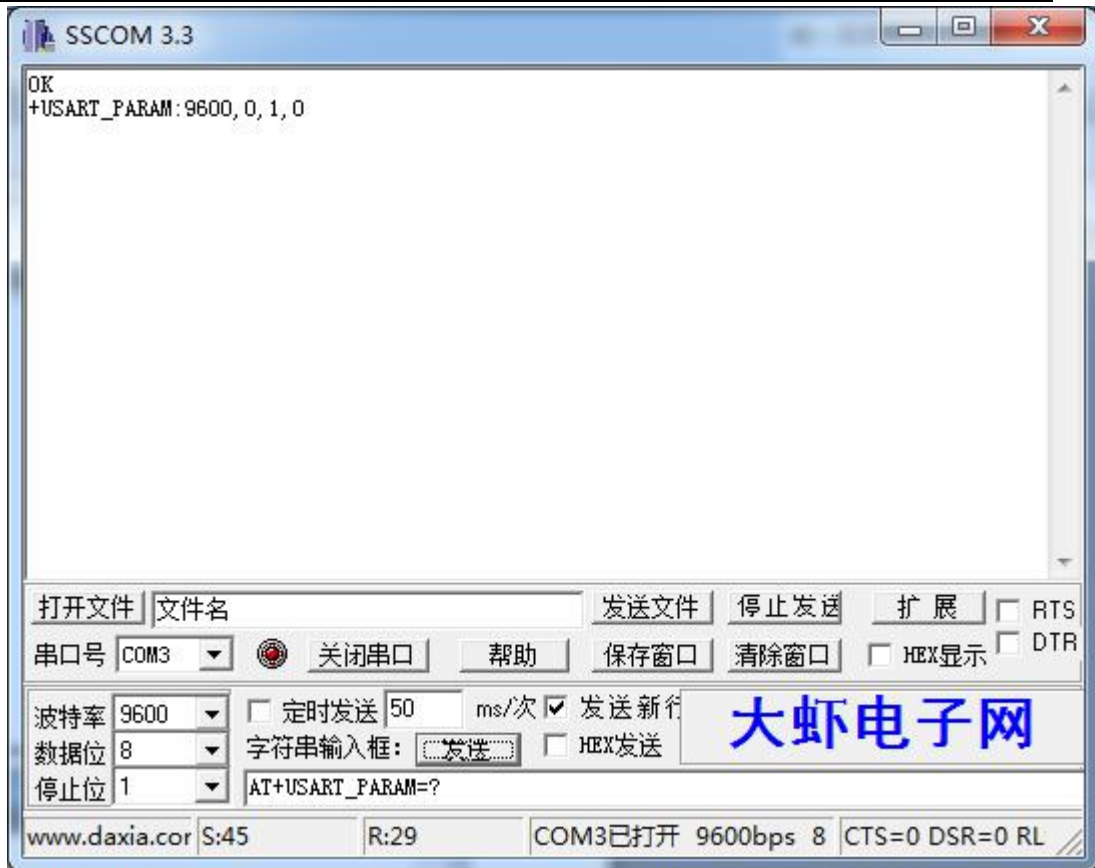 SSCOM 3.3
OK
+USART_PARAM:9600,0,1,0
打开文件 文件名 发送文件 停止发送 扩 展 RTS
串口号 COM3 关闭串口 帮助 保存窗口 清除窗口 HEX显示 DTR
波特率 9600 定时发送 50 ms/次 发送新行
数据位 8 字符串输入框: 发送 HEX发送 大虾电子网
停止位 1 AT+USART_PARAM=?
www.daxia.cor S:45 R:29 COM3已打开 9600bps 8 CTS=0 DSR=0 RL